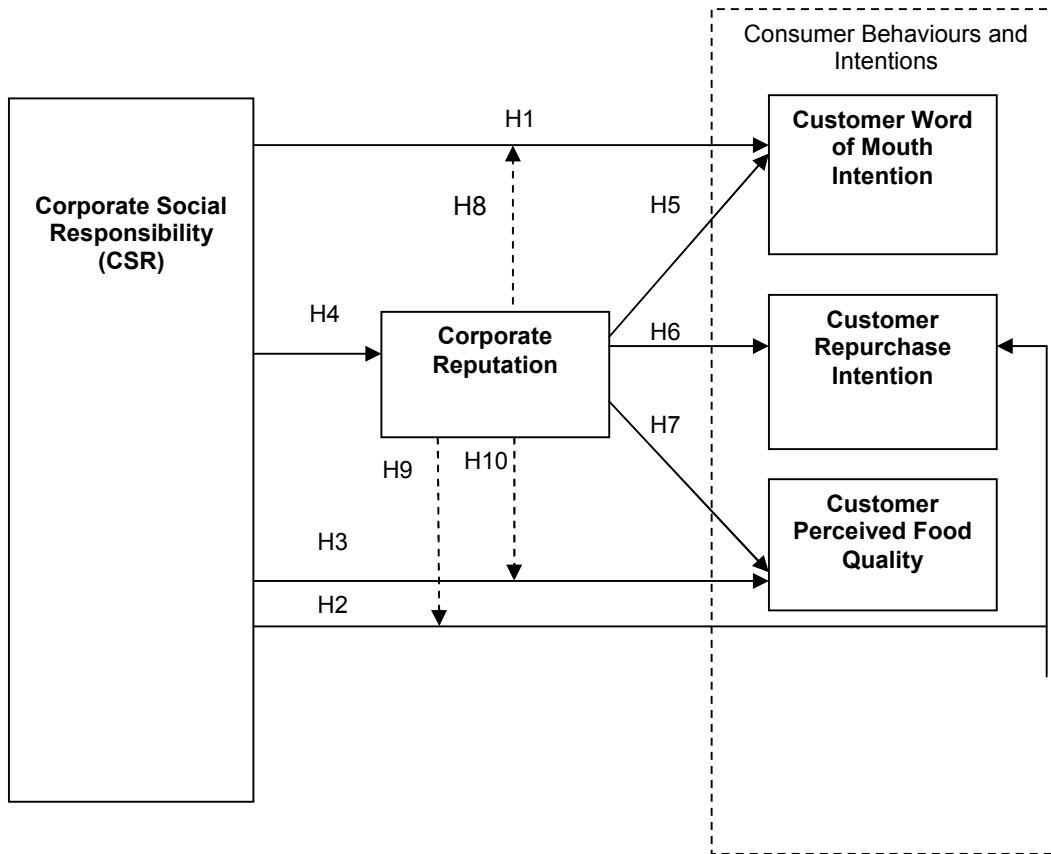 Consumer Behaviours and
Intentions
H1
Customer Word
of Mouth
Intention
Corporate Social
Responsibility
(CSR)
H8
H5
H4
Corporate
Reputation
H6
Customer
Repurchase
Intention
H7
H9
H10
Customer
Perceived Food
Quality
H3
H2